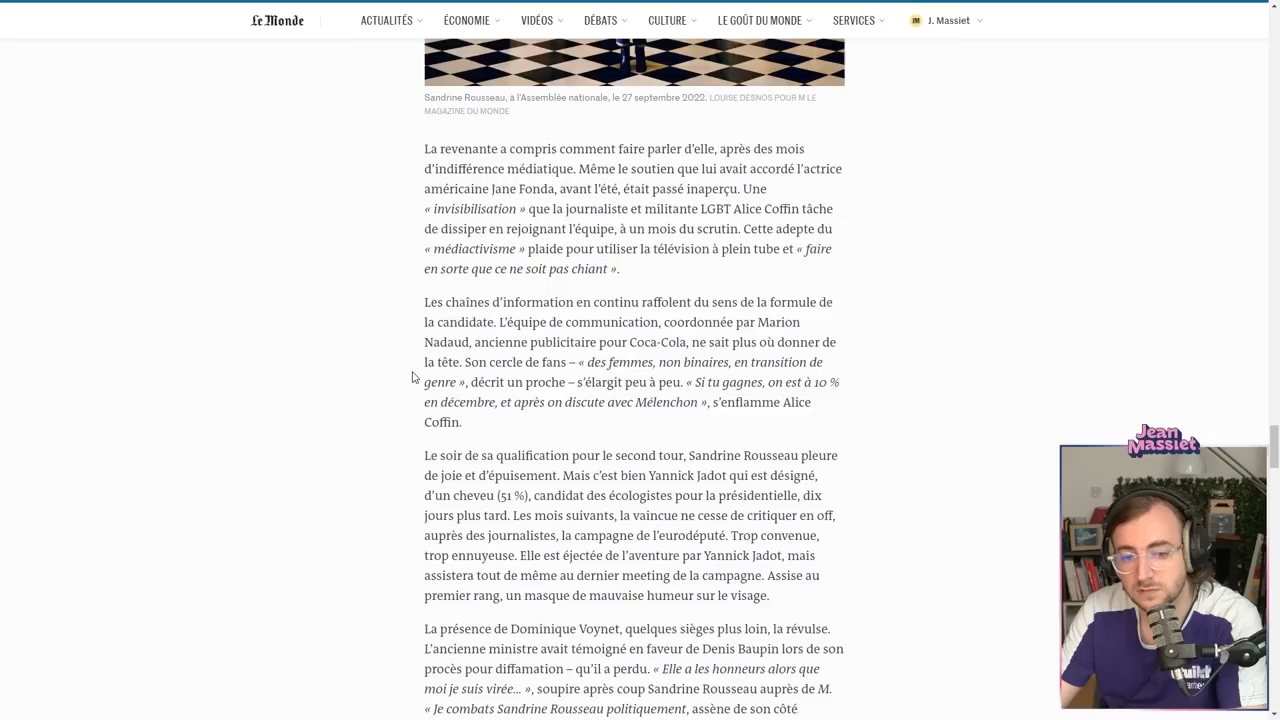 Le Monde
ACTUALITÉS
ÉCONOMIE
VIDÉOS
DÉBATS
CULTURE
LE GOÛT DU MONDE
SERVICES
JM
J. Massiet
Sandrine Rousseau, à l'Assemblée nationale, le 27 septembre 2022. LOUISE DESNOS POUR M LE
MAGAZINE DU MONDE
La revenante a compris comment faire parler d’elle, après des mois
d’indifférence médiatique. Même le soutien que lui avait accordé l’actrice
américaine Jane Fonda, avant l’été, était passé inaperçu. Une
« invisibilisation » que la journaliste et militante LGBT Alice Coffin tâche
de dissiper en rejoignant l’équipe, à un mois du scrutin. Cette adepte du
« médiactivisme » plaide pour utiliser la télévision à plein tube et « faire
en sorte que ce ne soit pas chiant ».
Les chaînes d’information en continu raffolent du sens de la formule de
la candidate. L’équipe de communication, coordonnée par Marion
Nadaud, ancienne publicitaire pour Coca-Cola, ne sait plus où donner de
la tête. Son cercle de fans – « des femmes, non binaires, en transition de
genre », décrit un proche – s’élargit peu à peu. « Si tu gagnes, on est à 10 %
en décembre, et après on discute avec Mélenchon », s’enflamme Alice
Coffin.
Le soir de sa qualification pour le second tour, Sandrine Rousseau pleure
de joie et d’épuisement. Mais c’est bien Yannick Jadot qui est désigné,
d’un cheveu (51 %), candidat des écologistes pour la présidentielle, dix
jours plus tard. Les mois suivants, la vaincue ne cesse de critiquer en off,
auprès des journalistes, la campagne de l’eurodéputé. Trop convenue,
trop ennuyeuse. Elle est éjectée de l’aventure par Yannick Jadot, mais
assistera tout de même au dernier meeting de la campagne. Assise au
premier rang, un masque de mauvaise humeur sur le visage.
La présence de Dominique Voynet, quelques sièges plus loin, la révulse.
L’ancienne ministre avait témoigné en faveur de Denis Baupin lors de son
procès pour diffamation – qu’il a perdu. « Elle a les honneurs alors que
moi je suis virée… », soupire après coup Sandrine Rousseau auprès de M.
« Je combats Sandrine Rousseau politiquement, assène de son côté
Jean
Massiet